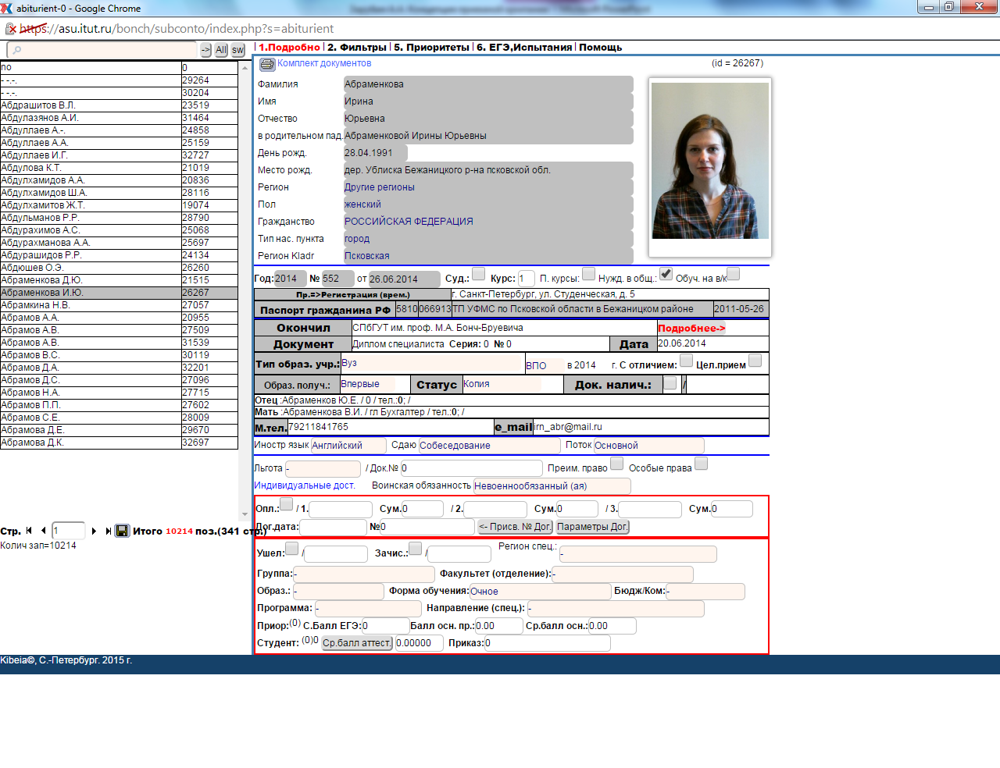 abiturient-0 - Google Chrome
https://asu.itut.ru/bonch/subconto/index.php?s=abiturient
-> All sw | 1.Подробно | 2. Фильтры | 5. Приоритеты | 6. ЕГЭ,Испытания | Помощь
по 0
- -.-. 29264
- -.-. 30204
Абдрашитов В.Л. 23519
Абдулазянов А.И. 31464
Абдуллаев А.-. 24858
Абдуллаев А.А. 25159
Абдуллаев И.Г. 32727
Абдулова К.Т. 21019
Абдулхамидов А.А. 20836
Абдулхамидов Ш.А. 28116
Абдулхамитов Ж.Т. 19074
Абдульманов Р.Р. 28790
Абдурахимов А.С. 25068
Абдурахманова А.А. 25697
Абдурашидов Р.Р. 24134
Абдюшев О.Э. 26260
Абраменкова Д.Ю. 21515
Абраменкова И.Ю. 26267
Абрамкина Н.В. 27057
Абрамов А.А. 20955
Абрамов А.В. 27509
Абрамов А.В. 31539
Абрамов В.С. 30119
Абрамов Д.А. 32201
Абрамов Д.С. 27096
Абрамов Н.А. 27715
Абрамов П.П. 27602
Абрамов С.Е. 28009
Абрамова Д.Е. 29670
Абрамова Д.К. 32697
Стр. 1 Итого 10214 поз.(341 стр.)
Колич зап=10214
Комплект документов (id = 26267)
Фамилия Абраменкова
Имя Ирина
Отчество Юрьевна
в родительном пад. Абраменковой Ирины Юрьевны
День рожд. 28.04.1991
Место рожд. дер. Ублиска Бежаницкого р-на псковской обл.
Регион Другие регионы
Пол женский
Гражданство РОССИЙСКАЯ ФЕДЕРАЦИЯ
Тип нас. пункта город
Регион Kladr Псковская
Год: 2014 № 552 от 26.06.2014 Суд.: Курс: 1 П. курсы: Нужд. в общ.: Обуч. на в/к
Пр.=>Регистрация (врем.) г. Санкт-Петербург, ул. Студенческая, д. 5
Паспорт гражданина РФ 5810 066913 ТП УФМС по Псковской области в Бежаницком районе 2011-05-26
Окончил СПбГУТ им. проф. М.А. Бонч-Бруевича Подробнее->
Документ Диплом специалиста Серия: 0 № 0 Дата 20.06.2014
Тип образ. учр.: Вуз ВПО в 2014 г. С отличием: Цел.прием
Образ. получ.: Впервые Статус Копия Док. налич.: /
Отец :Абраменков Ю.Е. / 0 / тел.:0; /
Мать :Абраменкова В.И. / гл Бухгалтер / тел.:0; /
М.тел. 79211841765 e_mail irn_abr@mail.ru
Иностр язык Английский Сдаю Собеседование Поток Основной
Льгота - / Док.№ 0 Преим. право Особые права
Индивидуальные дост. Воинская обязанность Невоеннообязанный (ая)
Опл.: / 1. Сум. 0 / 2. Сум. 0 / 3. Сум. 0
Дог.дата: № 0 <- Присв. № Дог. Параметры Дог.
Ушел: / Зачис.: / Регион спец.: -
Группа: - Факультет (отделение): -
Образ.: - Форма обучения: Очное Бюдж/Ком: -
Программа: - Направление (спец.): -
Приор:(0) С.Балл ЕГЭ: 0 Балл осн. пр.: 0.00 Ср.балл осн.: 0.00
Студент: (0)0 Ср.балл аттест. 0.00000 Приказ: 0
Kibeia©, С.-Петербург. 2015 г.